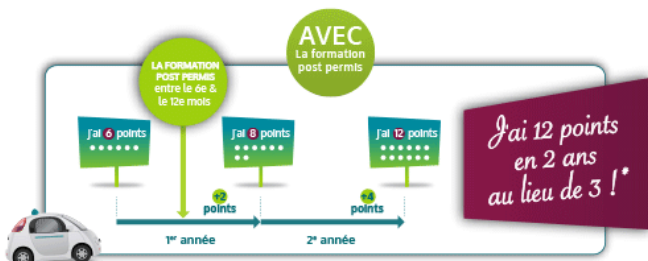 AVEC
La formation
post permis
LA FORMATION
POST PERMIS
entre le 6e &
le 12e mois
J'ai 6 points
J'ai 8 points
J'ai 12 points
J'ai 12 points
en 2 ans
au lieu de 3 !*
+2
points
+4
points
1er année
2e année